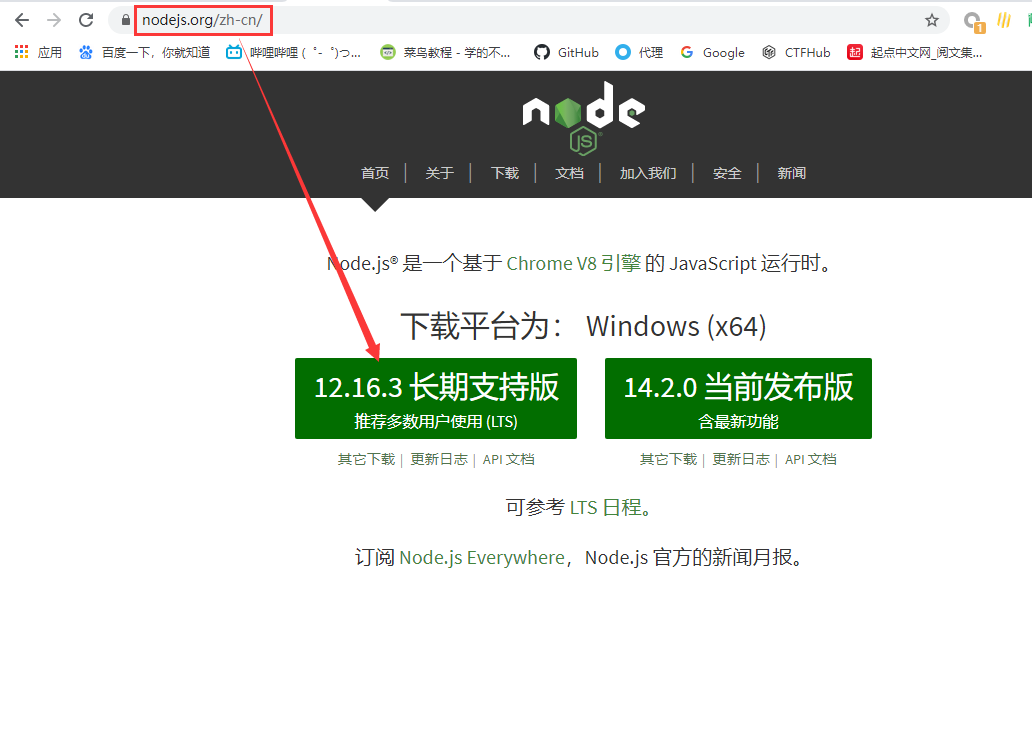 nodejs.org/zh-cn/
1
应用 百度一下，你就知道 哔哩哔哩 ( ゜- ゜)つ... 菜鸟教程 - 学的不... GitHub 代理 Google CTFHub 起 起点中文网_阅文集...
node
JS
首页 | 关于 | 下载 | 文档 | 加入我们 | 安全 | 新闻
Node.js® 是一个基于 Chrome V8 引擎 的 JavaScript 运行时。
下载平台为： Windows (x64)
12.16.3 长期支持版
推荐多数用户使用 (LTS)
14.2.0 当前发布版
含最新功能
其它下载 | 更新日志 | API 文档
其它下载 | 更新日志 | API 文档
可参考 LTS 日程。
订阅 Node.js Everywhere，Node.js 官方的新闻月报。